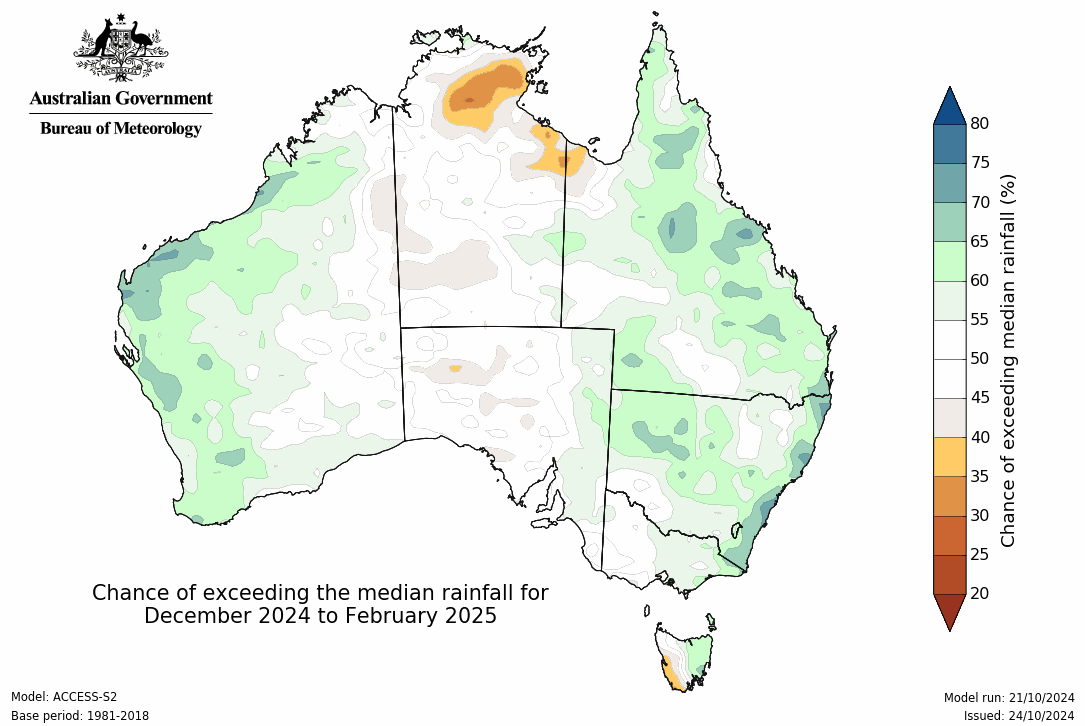 AUSTRALIA
Australian Government
Bureau of Meteorology
80
75
70
65
60
55
50
45
40
35
30
25
20
Chance of exceeding median rainfall (%)
Chance of exceeding the median rainfall for
December 2024 to February 2025
Model: ACCESS-S2
Base period: 1981-2018
Model run: 21/10/2024
Issued: 24/10/2024